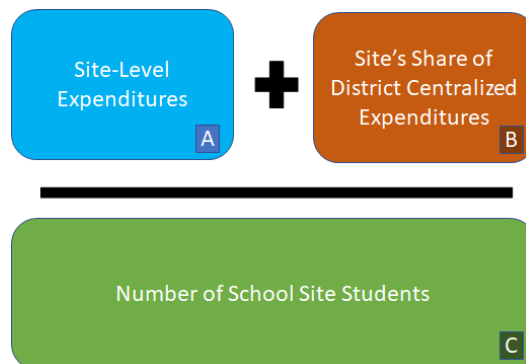 Site-Level
Expenditures
A
Site's Share of
District Centralized
Expenditures
B
Number of School Site Students
C